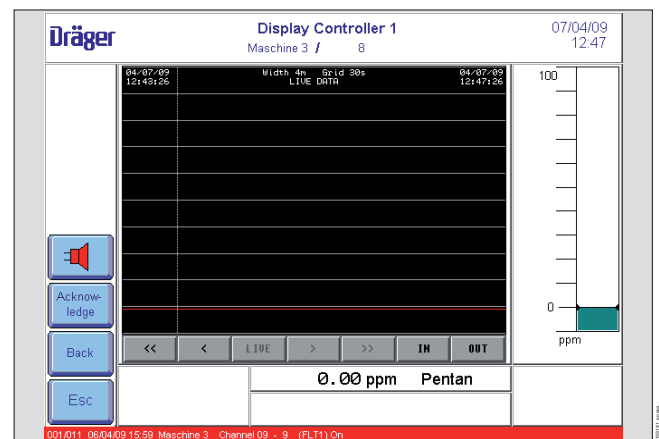 Dräger
Display Controller 1
Maschine 3 / 8
07/04/09
12:47
04/07/09
12:43:26
Width 4m Grid 30s
LIVE DATA
04/07/09
12:47:26
100
0
ppm
Acknow-
ledge
Back
Esc
<< < LIVE > >> IN OUT
0.00 ppm Pentan
001/011 06/04/09 15:59 Maschine 3 Channel 09 - 9 (FLT1) On